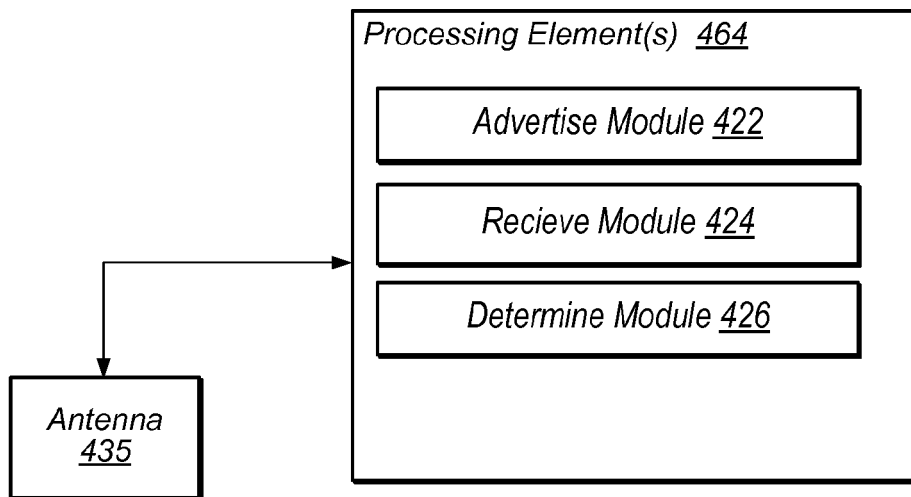 Processing Element(s) 464
Advertise Module 422
Recieve Module 424
Determine Module 426
Antenna
435